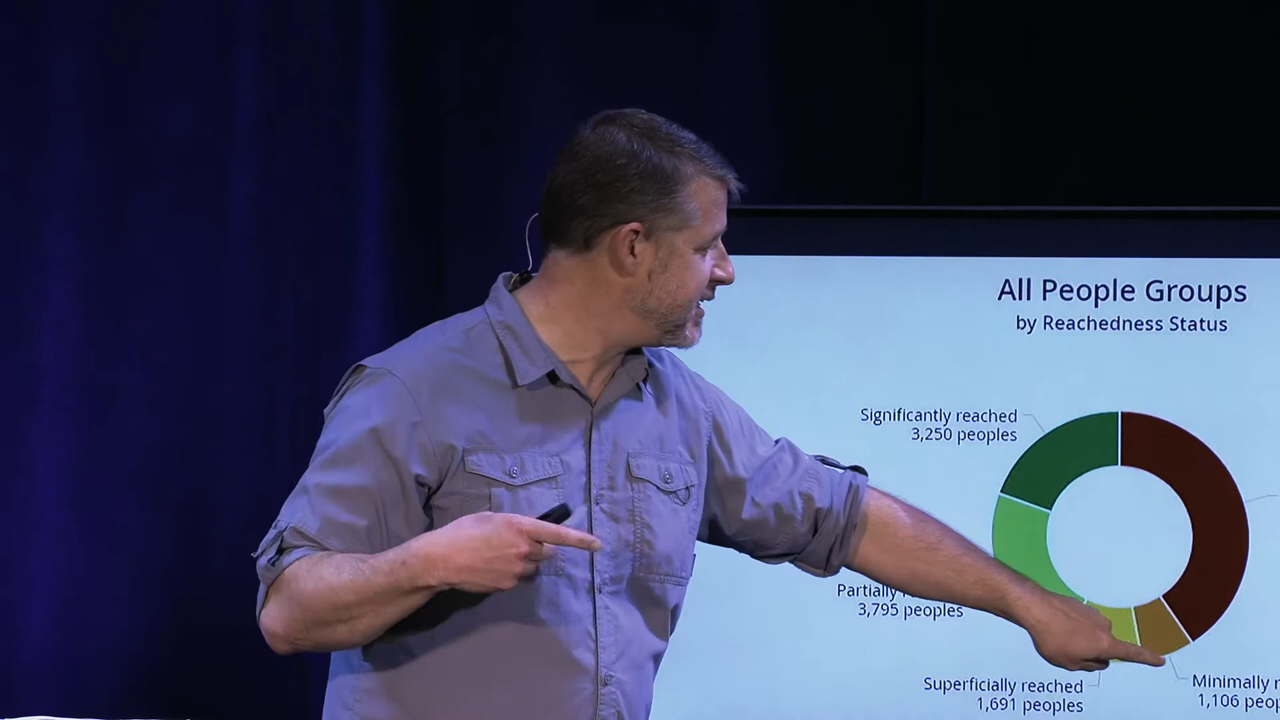 All People Groups
by Reachedness Status
Significantly reached
3,250 peoples
Partially
3,795 peoples
Superficially reached
1,691 peoples
Minimally
1,106